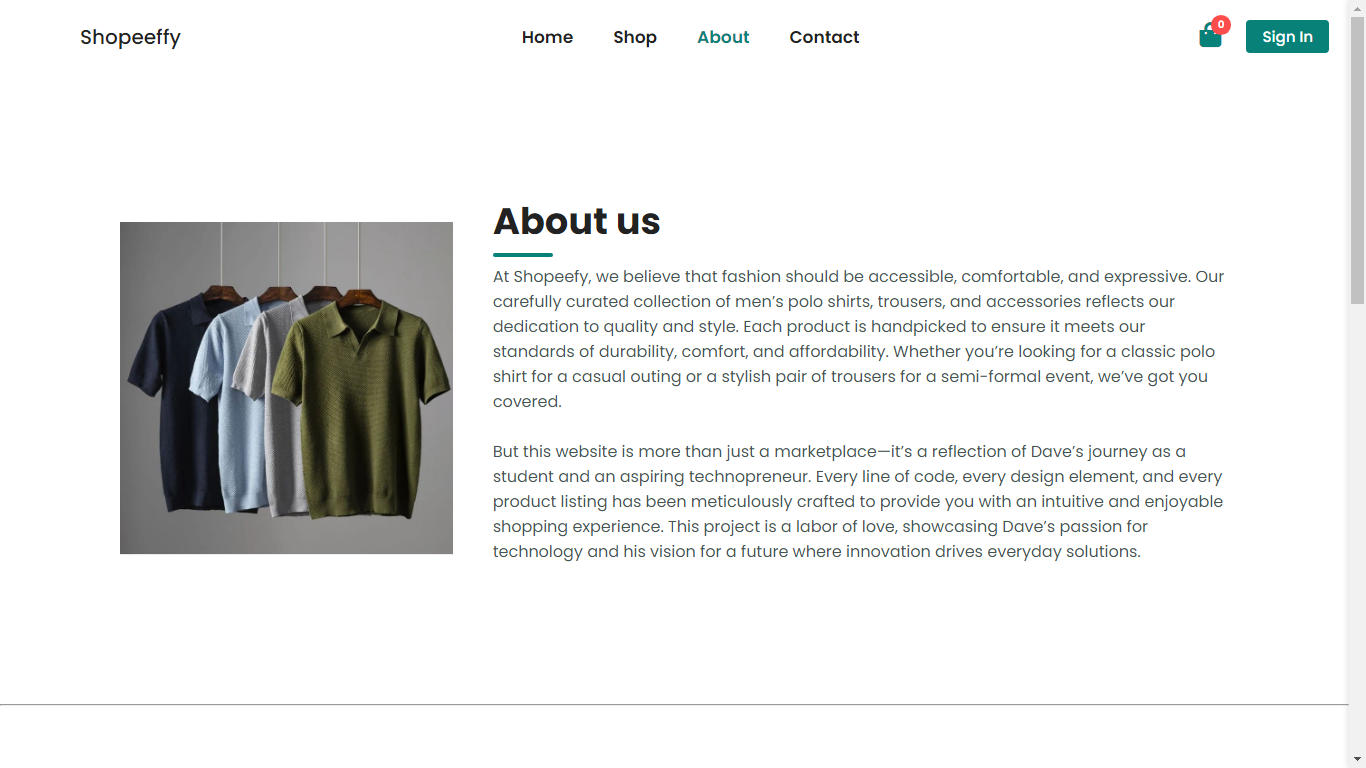 Shopeeffy
Home
Shop
About
Contact
0
Sign In
About us
At Shopeefy, we believe that fashion should be accessible, comfortable, and expressive. Our
carefully curated collection of men’s polo shirts, trousers, and accessories reflects our
dedication to quality and style. Each product is handpicked to ensure it meets our
standards of durability, comfort, and affordability. Whether you’re looking for a classic polo
shirt for a casual outing or a stylish pair of trousers for a semi-formal event, we’ve got you
covered.
But this website is more than just a marketplace—it’s a reflection of Dave’s journey as a
student and an aspiring technopreneur. Every line of code, every design element, and every
product listing has been meticulously crafted to provide you with an intuitive and enjoyable
shopping experience. This project is a labor of love, showcasing Dave’s passion for
technology and his vision for a future where innovation drives everyday solutions.